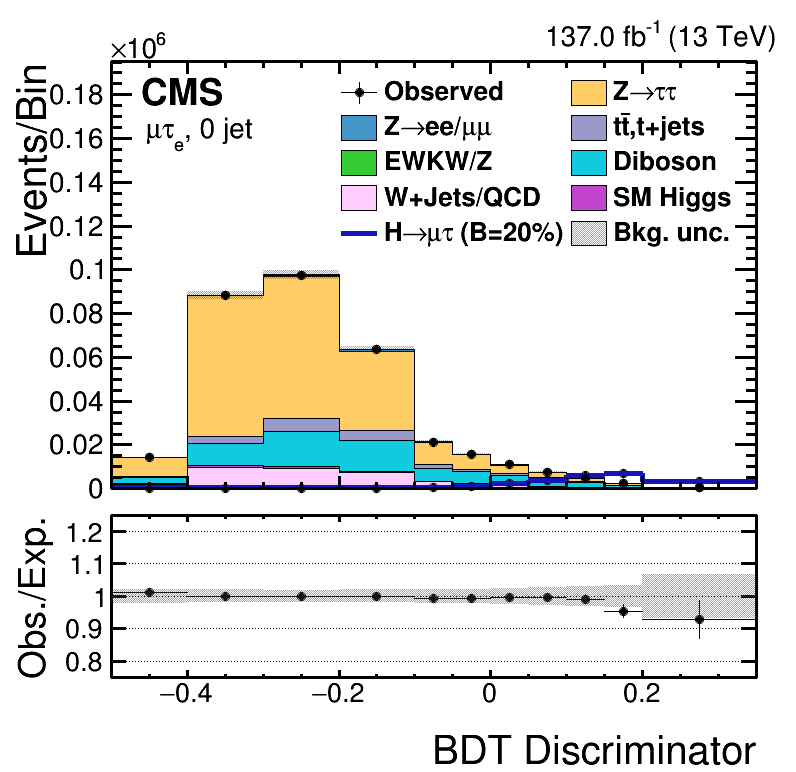 137.0 fb⁻¹ (13 TeV)
×10⁶
CMS
μτₑ, 0 jet
Observed
Z→ττ
Z→ee/μμ
tt̄,t+jets
EWKW/Z
Diboson
W+Jets/QCD
SM Higgs
H→μτ (B=20%)
Bkg. unc.
Events/Bin
0.18
0.16
0.14
0.12
0.1
0.08
0.06
0.04
0.02
0
Obs./Exp.
1.2
1.1
1
0.9
0.8
−0.4 −0.2 0 0.2
BDT Discriminator